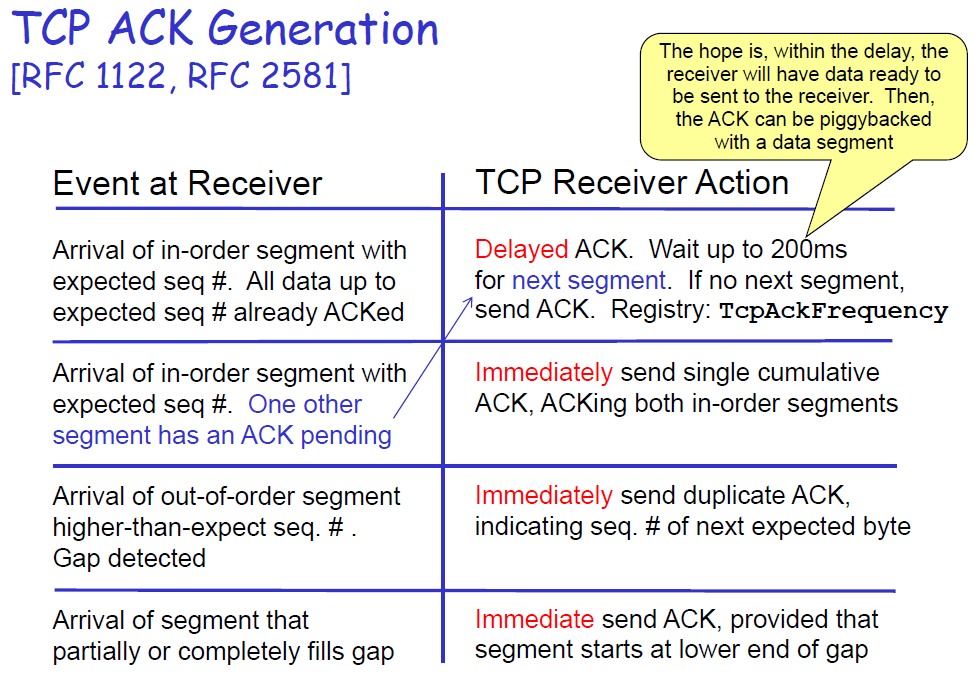 TCP ACK Generation
[RFC 1122, RFC 2581]
The hope is, within the delay, the
receiver will have data ready to
be sent to the receiver. Then,
the ACK can be piggybacked
with a data segment
Event at Receiver
TCP Receiver Action
Arrival of in-order segment with
expected seq #. All data up to
expected seq # already ACKed
Delayed ACK. Wait up to 200ms
for next segment. If no next segment,
send ACK. Registry: TcpAckFrequency
Arrival of in-order segment with
expected seq #. One other
segment has an ACK pending
Immediately send single cumulative
ACK, ACKing both in-order segments
Arrival of out-of-order segment
higher-than-expect seq. # .
Gap detected
Immediately send duplicate ACK,
indicating seq. # of next expected byte
Arrival of segment that
partially or completely fills gap
Immediate send ACK, provided that
segment starts at lower end of gap